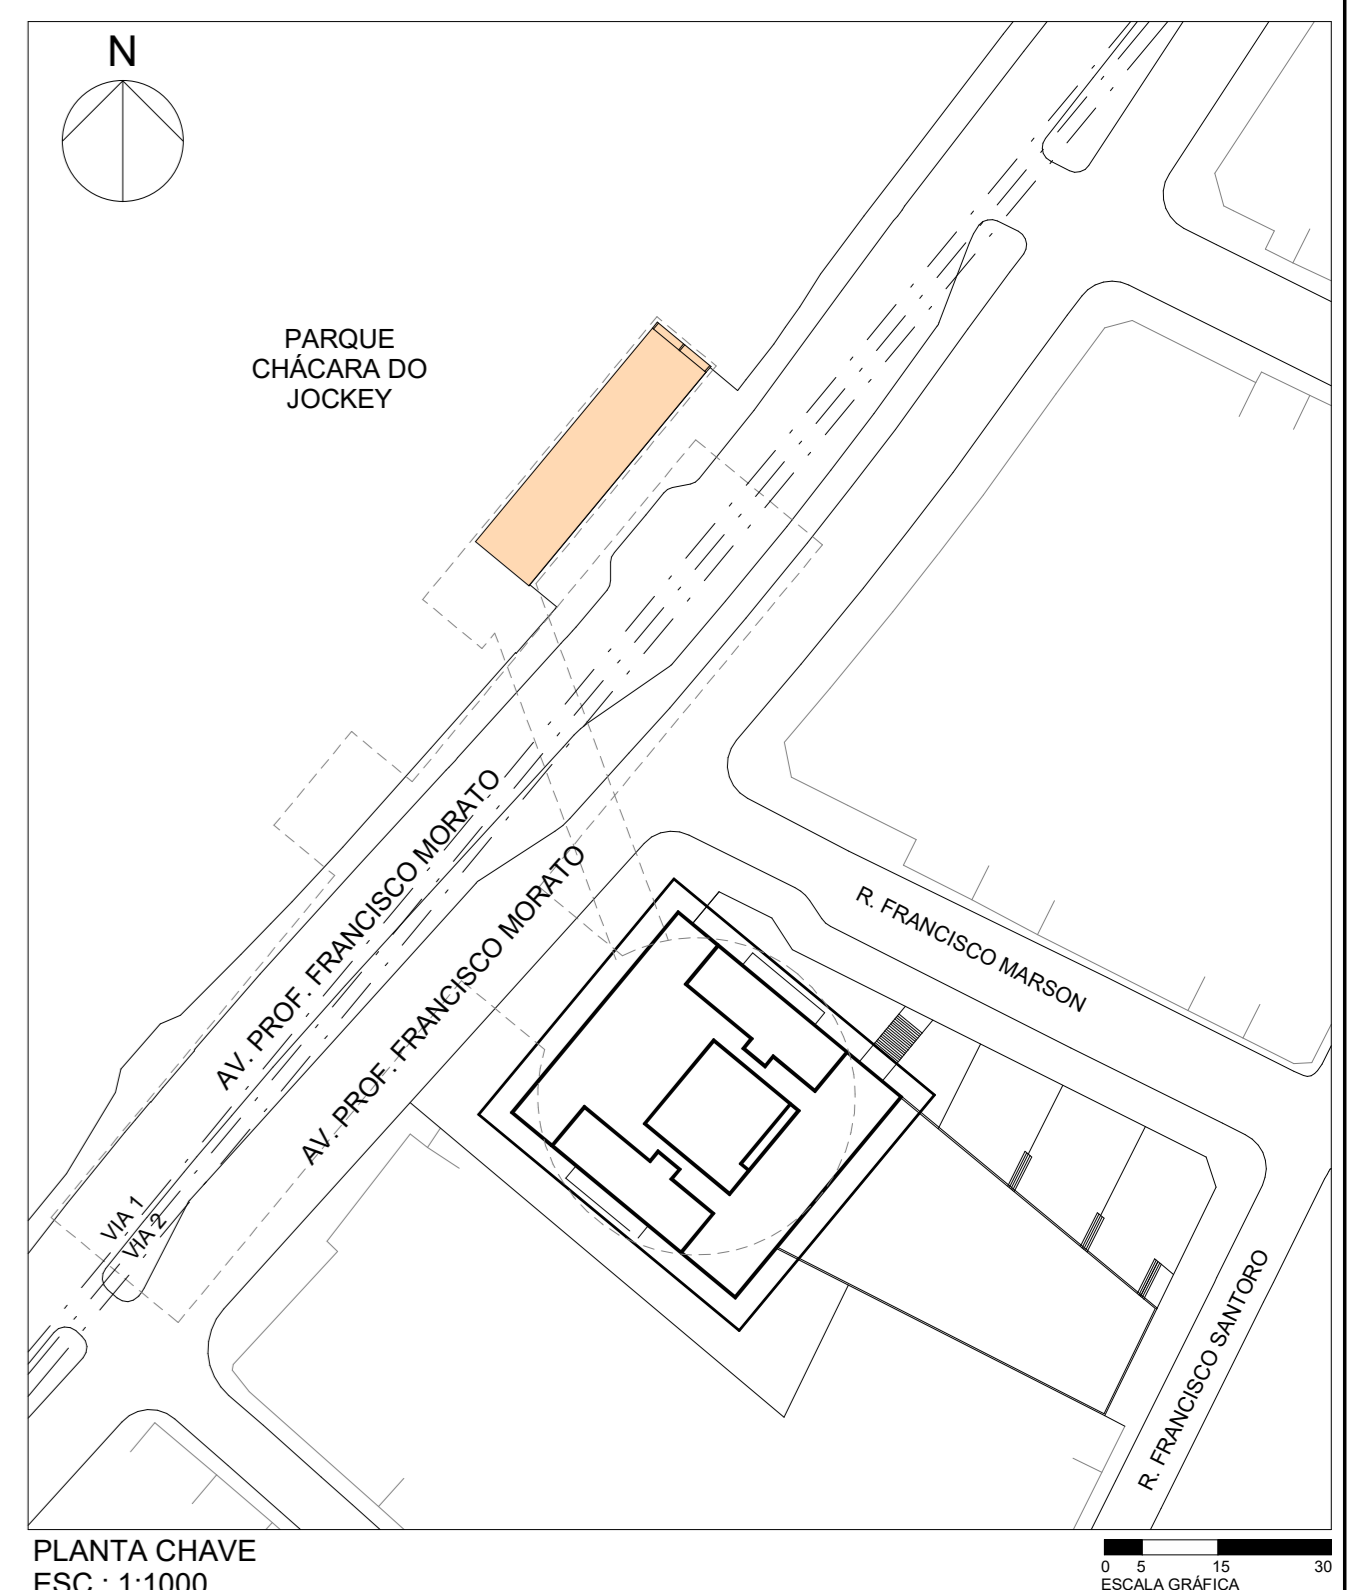 N
PARQUE
CHÁCARA DO
JOCKEY
AV. PROF. FRANCISCO MORATO
AV. PROF. FRANCISCO MORATO
R. FRANCISCO MARSON
VIA 1
VIA 2
R. FRANCISCO SANTORO
PLANTA CHAVE
ESC.: 1:1000
0 5 15 30
ESCALA GRÁFICA